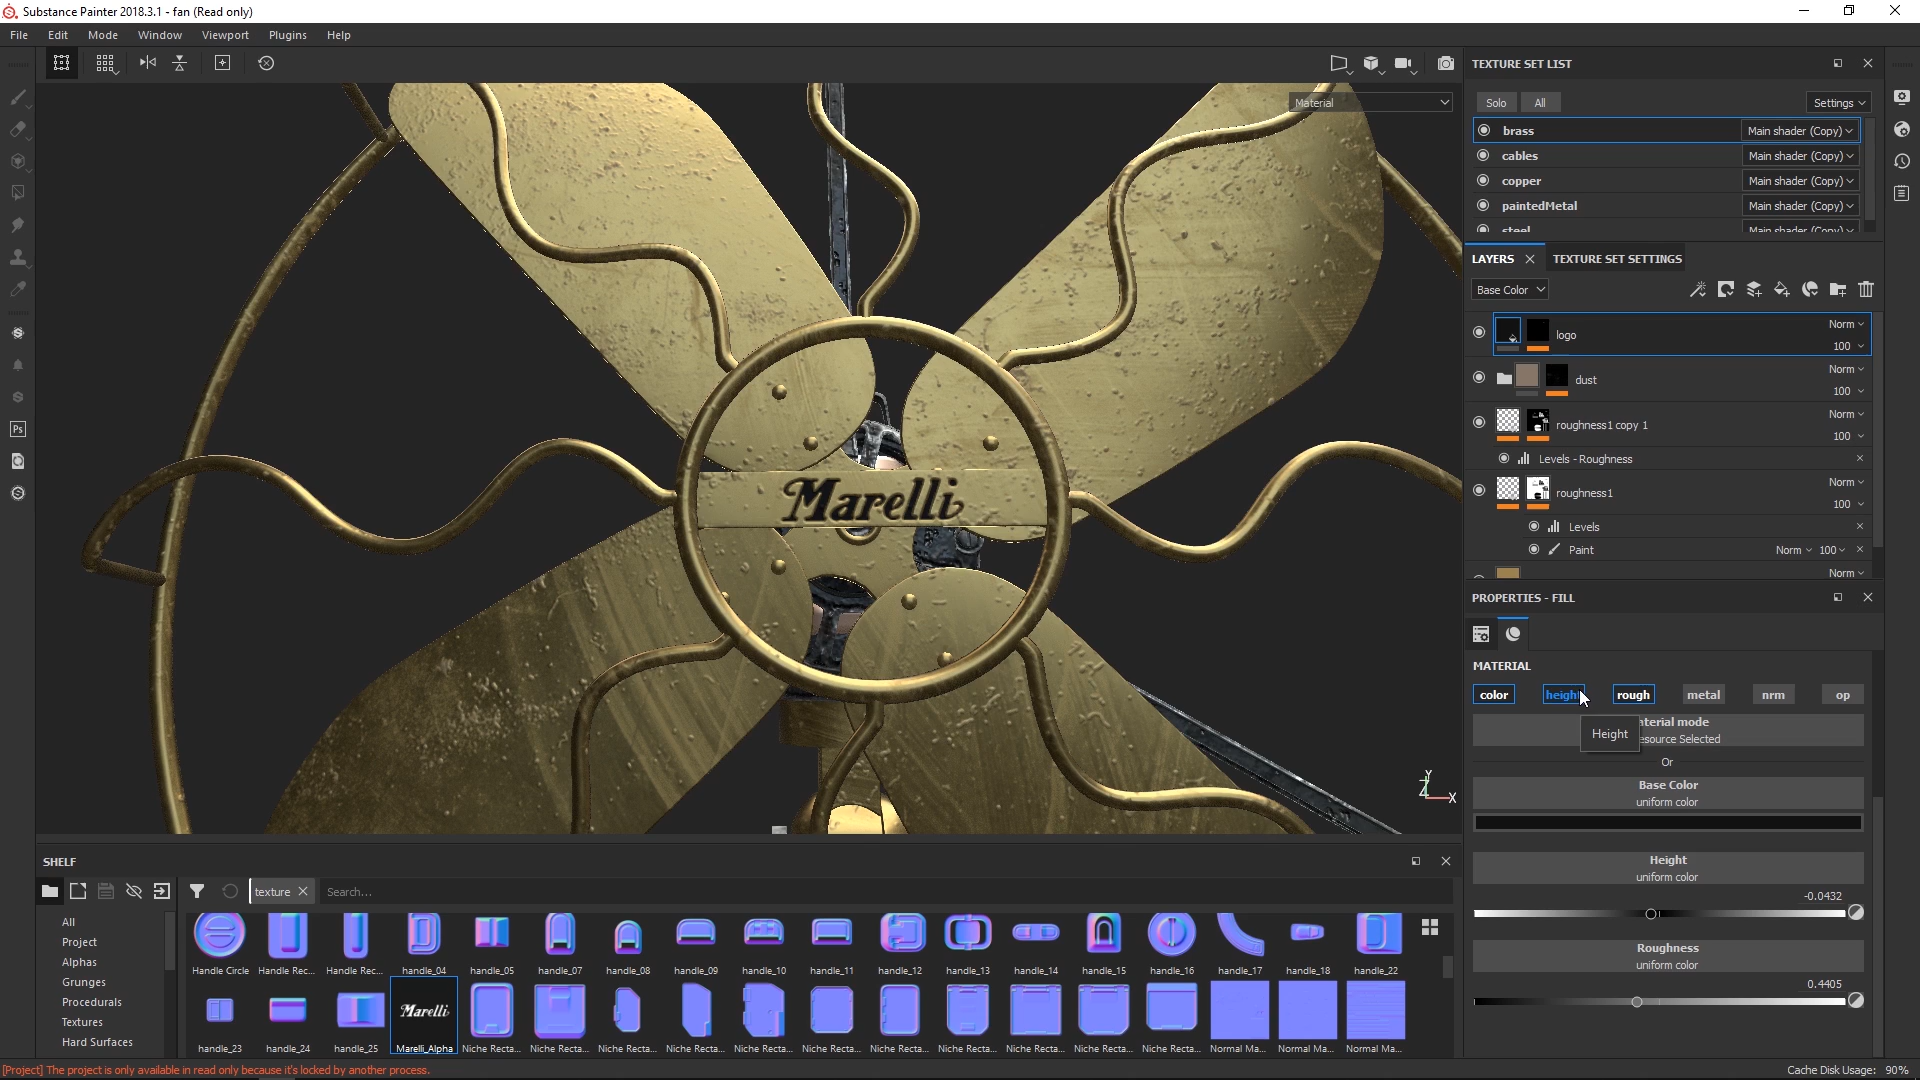 Substance Painter 2018.3.1 - fan (Read only)
File Edit Mode Window Viewport Plugins Help
Material
Marelli
TEXTURE SET LIST
Solo All Settings
brass Main shader (Copy)
cables Main shader (Copy)
copper Main shader (Copy)
paintedMetal Main shader (Copy)
steel Main shader (Copy)
LAYERS TEXTURE SET SETTINGS
Base Color
logo Norm
100
dust Norm
100
roughness1 copy 1 Norm
100
Levels - Roughness
roughness1 Norm
100
Levels
Paint Norm 100
Norm
PROPERTIES - FILL
MATERIAL
color height rough metal nrm op
aterial mode
esource Selected
Height
Or
Base Color
uniform color
Height
uniform color
-0.0432
Roughness
uniform color
0.4405
Y
Z
X
SHELF
Ps
texture Search...
All
Project
Alphas
Grunges
Procedurals
Textures
Hard Surfaces
Handle Circle Handle Rec... Handle Rec... handle_04 handle_05 handle_07 handle_08 handle_09 handle_10 handle_11 handle_12 handle_13 handle_14 handle_15 handle_16 handle_17 handle_18 handle_22
Marelli
handle_23 handle_24 handle_25 Marelli_Alpha Niche Recta... Niche Recta... Niche Recta... Niche Recta... Niche Recta... Niche Recta... Niche Recta... Niche Recta... Niche Recta... Niche Recta... Niche Recta... Normal Ma... Normal Ma... Normal Ma...
[Project] The project is only available in read only because it's locked by another process.
Cache Disk Usage: 90%